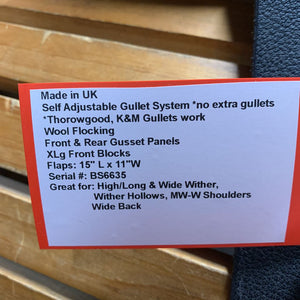 Made in UK
Self Adjustable Gullet System *no extra gullets
*Thorowgood, K&M Gullets work
Wool Flocking
Front & Rear Gusset Panels
XLg Front Blocks
Flaps: 15" L x 11"W
Serial #: BS6635
Great for: High/Long & Wide Wither,
Wither Hollows, MW-W Shoulders
Wide Back